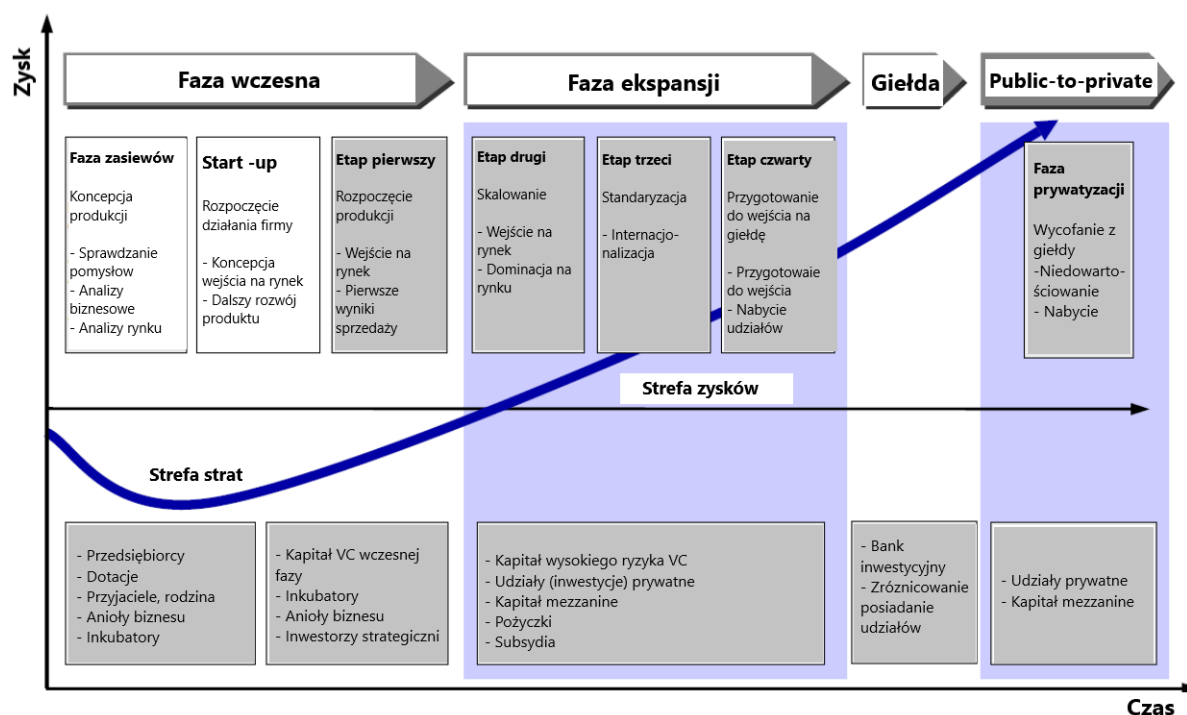 Zysk
Faza wczesna
Faza ekspansji
Giełda
Public-to-private
Faza zasiewów
Koncepcja
produkcji
- Sprawdzanie
pomysłow
- Analizy
biznesowe
- Analizy rynku
Start -up
Rozpoczęcie
działania firmy
- Koncepcja
wejścia na rynek
- Dalszy rozwój
produktu
Etap pierwszy
Rozpoczęcie
produkcji
- Wejście na
rynek
- Pierwsze
wyniki
sprzedaży
Etap drugi
Skalowanie
- Wejście na
rynek
- Dominacja na
rynku
Etap trzeci
Standaryzacja
- Internacjo-
nalizacja
Etap czwarty
Przygotowanie
do wejścia na
giełdę
- Przygotowaie
do wejścia
- Nabycie
udziałów
Faza
prywatyzacji
Wycofanie z
giełdy
-Niedowarto-
ściowanie
- Nabycie
Strefa zysków
Strefa strat
- Przedsiębiorcy
- Dotacje
- Przyjaciele, rodzina
- Anioły biznesu
- Inkubatory
- Kapitał VC wczesnej
fazy
- Inkubatory
- Anioły biznesu
- Inwestorzy strategiczni
- Kapitał wysokiego ryzyka VC
- Udziały (inwestycje) prywatne
- Kapitał mezzanine
- Pożyczki
- Subsydia
- Bank
inwestycyjny
- Zróznicowanie
posiadanie
udziałów
- Udziały prywatne
- Kapitał mezzanine
Czas